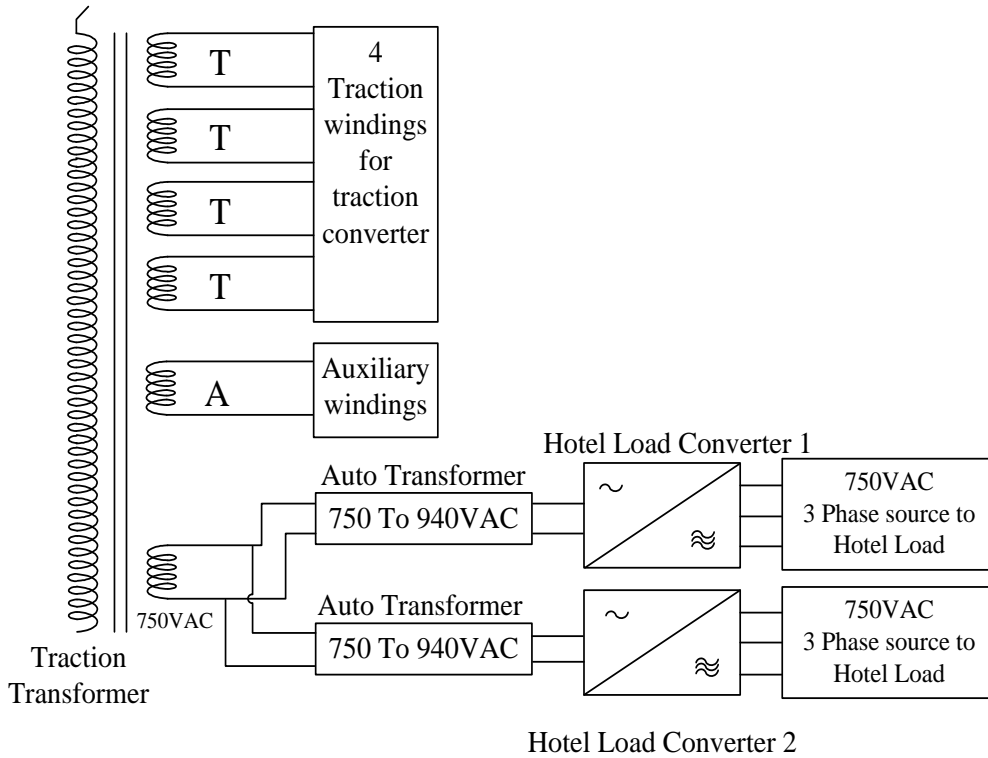 T
T
T
T
4
Traction
windings
for
traction
converter
A
Auxiliary
windings
Hotel Load Converter 1
Auto Transformer
750 To 940VAC
750VAC
3 Phase source to
Hotel Load
750VAC
Auto Transformer
750 To 940VAC
750VAC
3 Phase source to
Hotel Load
Traction
Transformer
Hotel Load Converter 2